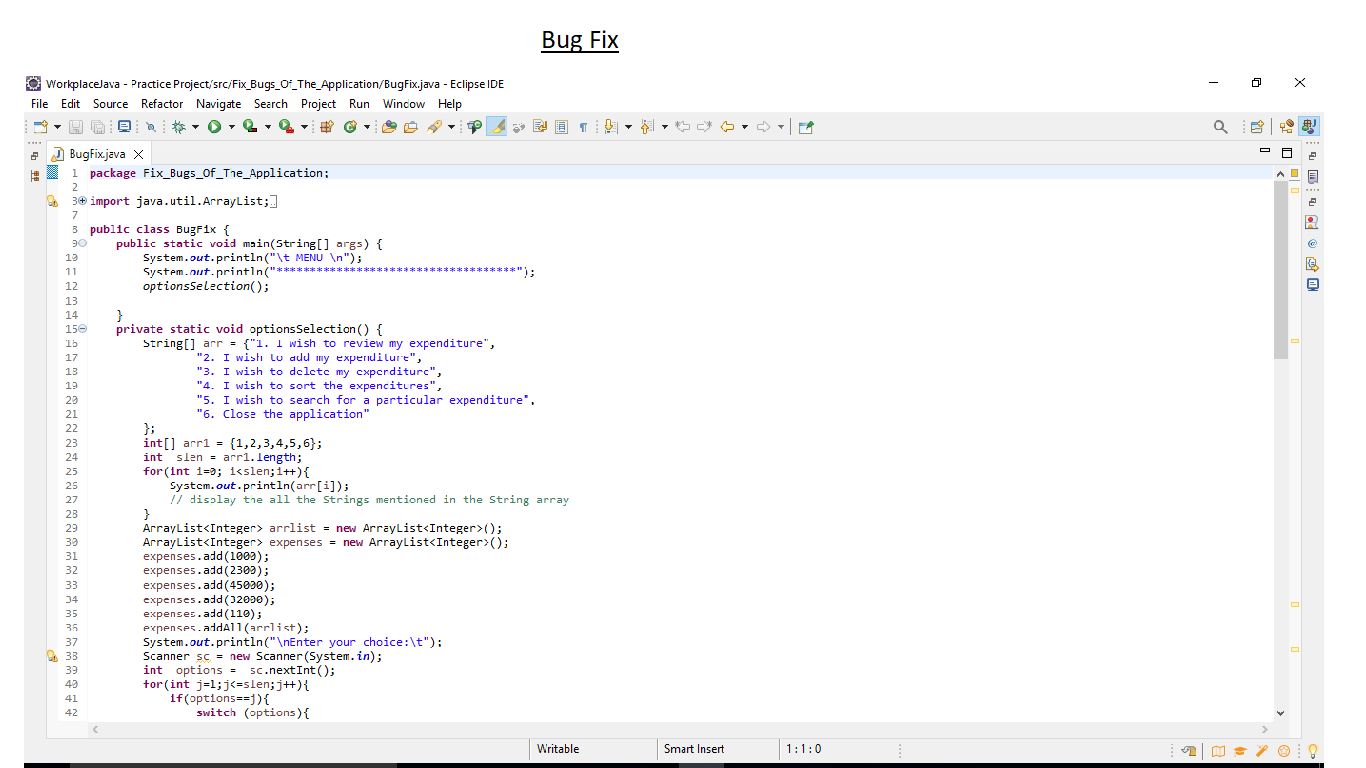 Bug Fix
WorkplaceJava - Practice Project/src/Fix_Bugs_Of_The_Application/BugFix.java - Eclipse IDE
File Edit Source Refactor Navigate Search Project Run Window Help
BugFix.java
1 package Fix_Bugs_Of_The_Application;
2
3 import java.util.ArrayList;
7
8 public class BugFix {
9 public static void main(String[] args) {
10 System.out.println("\t MENU \n");
11 System.out.println("************************************");
12 optionsSelection();
13
14 }
15 private static void optionsSelection() {
16 String[] arr = {"1. I wish to review my expenditure",
17 "2. I wish to add my expenditure",
18 "3. I wish to delete my expenditure",
19 "4. I wish to sort the expenditures",
20 "5. I wish to search for a particular expenditure",
21 "6. Close the application"
22 };
23 int[] arr1 = {1,2,3,4,5,6};
24 int slen = arr1.length;
25 for(int i=0; i<slen;i++){
26 System.out.println(arr[i]);
27 // display the all the Strings mentioned in the String array
28 }
29 ArrayList<Integer> arrlist = new ArrayList<Integer>();
30 ArrayList<Integer> expenses = new ArrayList<Integer>();
31 expenses.add(1000);
32 expenses.add(2300);
33 expenses.add(45000);
34 expenses.add(32000);
35 expenses.add(110);
36 expenses.addAll(arrlist);
37 System.out.println("\nEnter your choice:\t");
38 Scanner sc = new Scanner(System.in);
39 int options = sc.nextInt();
40 for(int j=1;j<=slen;j++){
41 if(options==j){
42 switch (options){
Writable Smart Insert 1:1:0